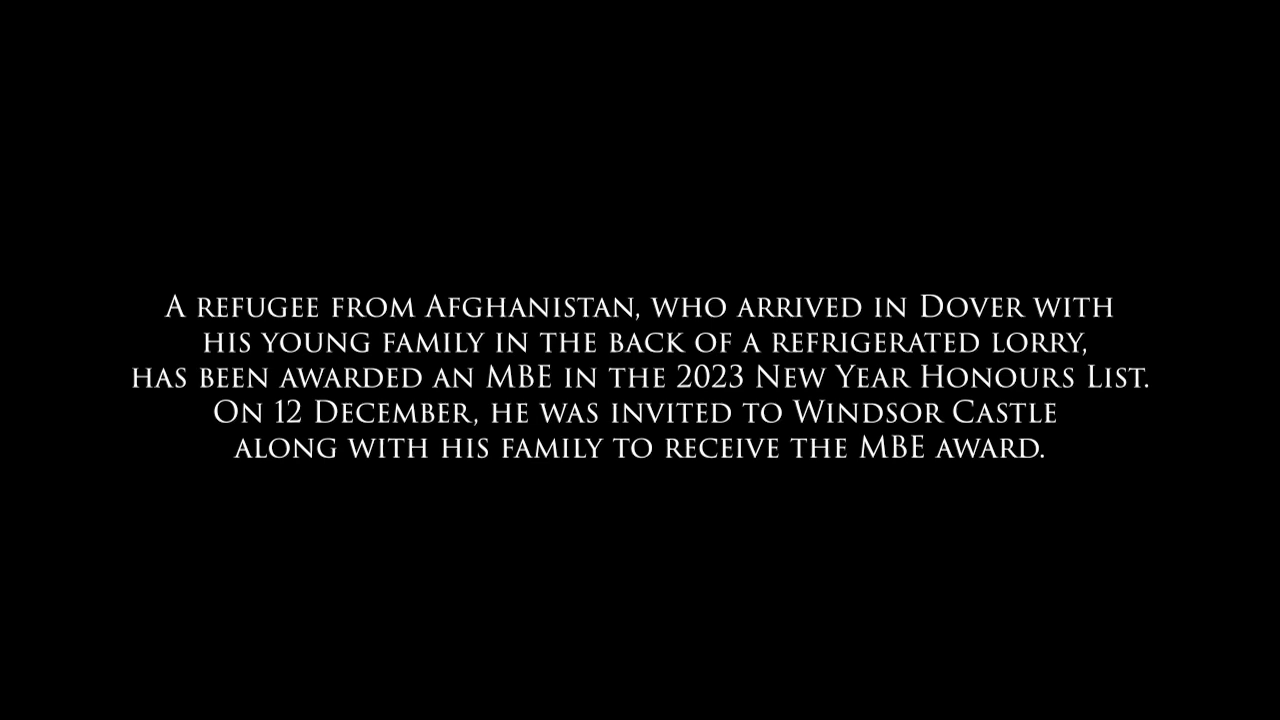 A refugee from Afghanistan, who arrived in Dover with
his young family in the back of a refrigerated lorry,
has been awarded an MBE in the 2023 New Year Honours List.
On 12 December, he was invited to Windsor Castle
along with his family to receive the MBE award.